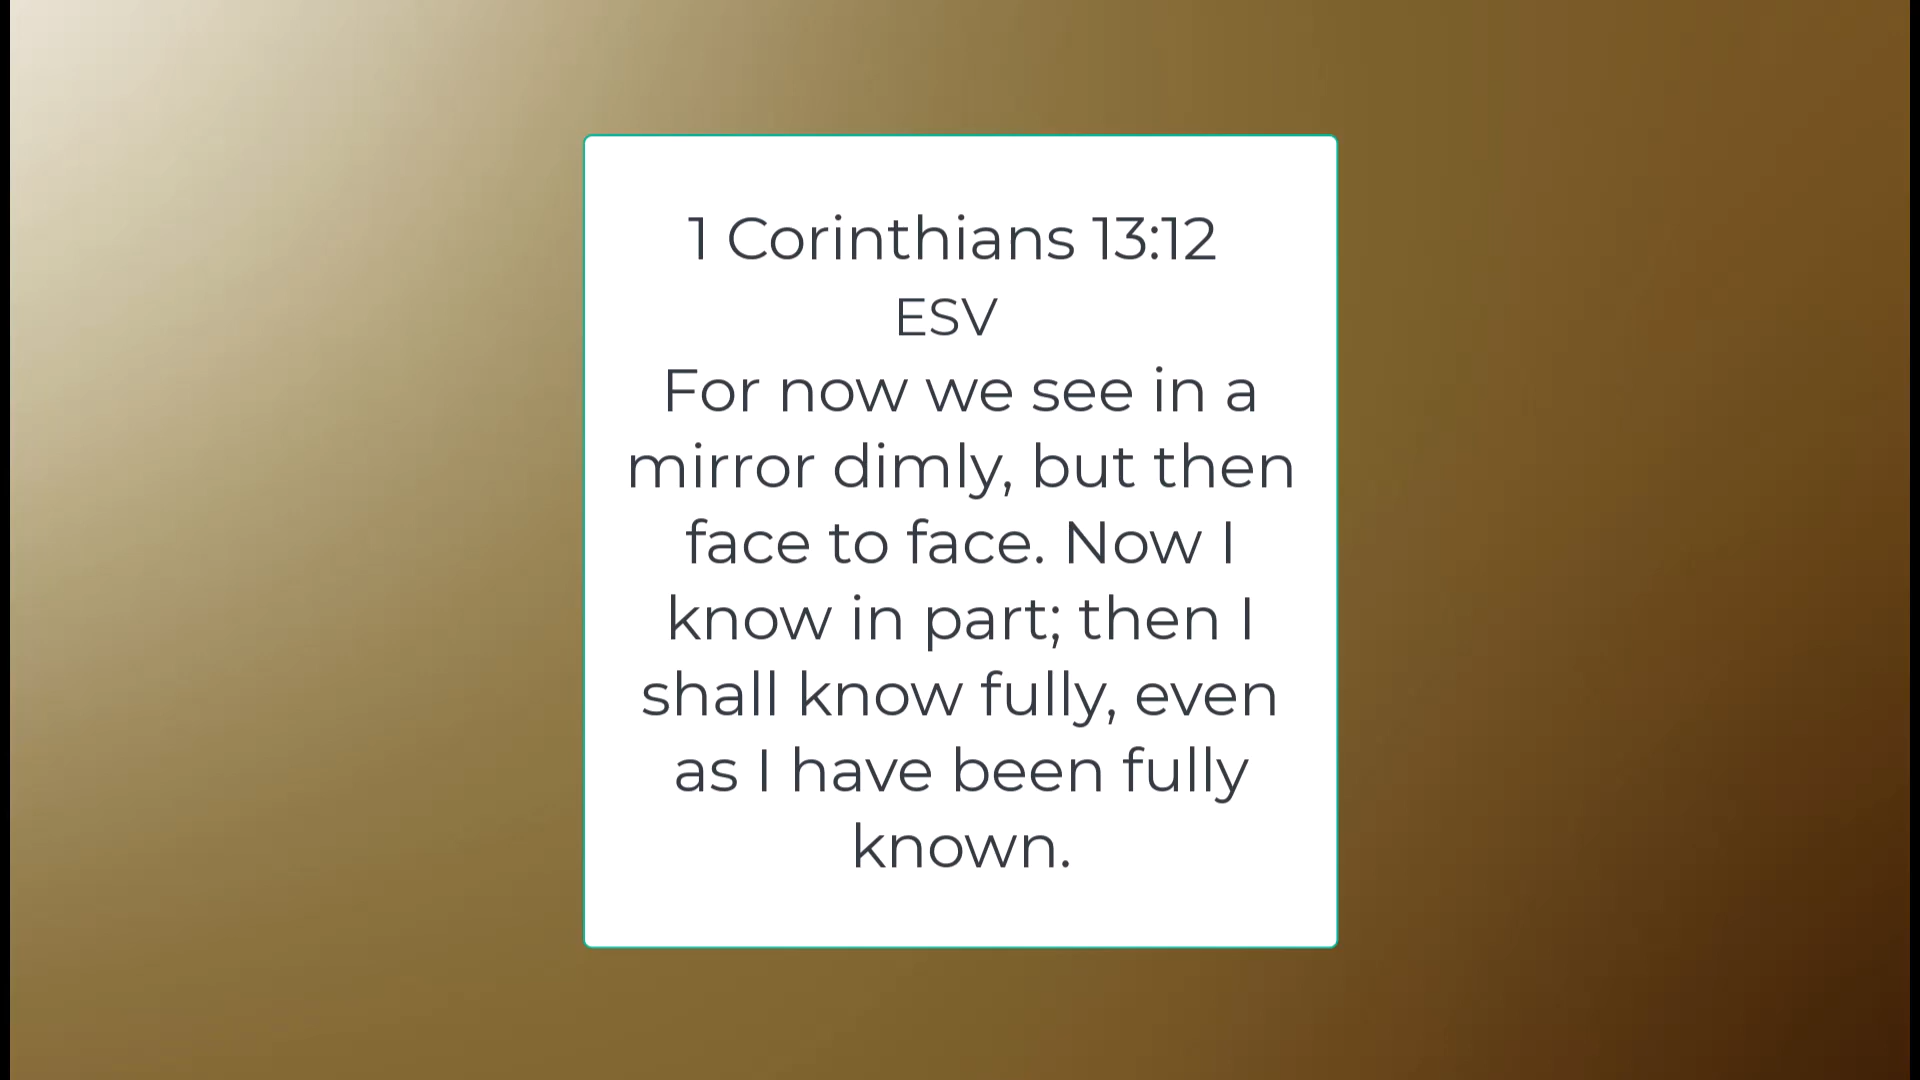 1 Corinthians 13:12
ESV
For now we see in a
mirror dimly, but then
face to face. Now I
know in part; then I
shall know fully, even
as I have been fully
known.